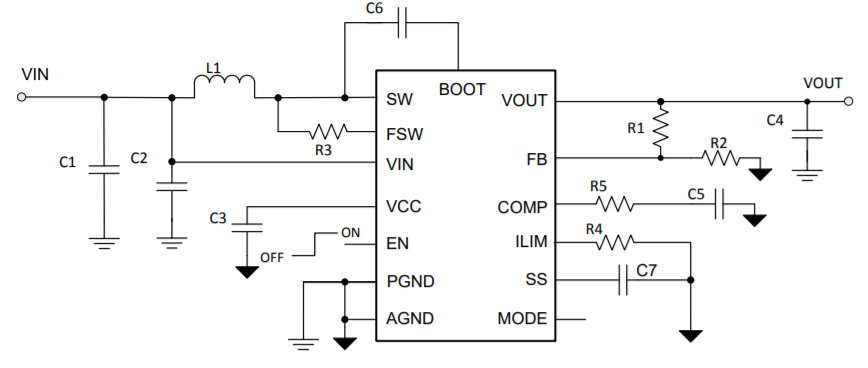 C6
L1
VIN
BOOT
VOUT
SW
VOUT
C4
R1
R2
FSW
R3
C1
C2
VIN
FB
R5
C5
VCC
COMP
C3
R4
ON
EN
ILIM
OFF
C7
PGND
SS
AGND
MODE